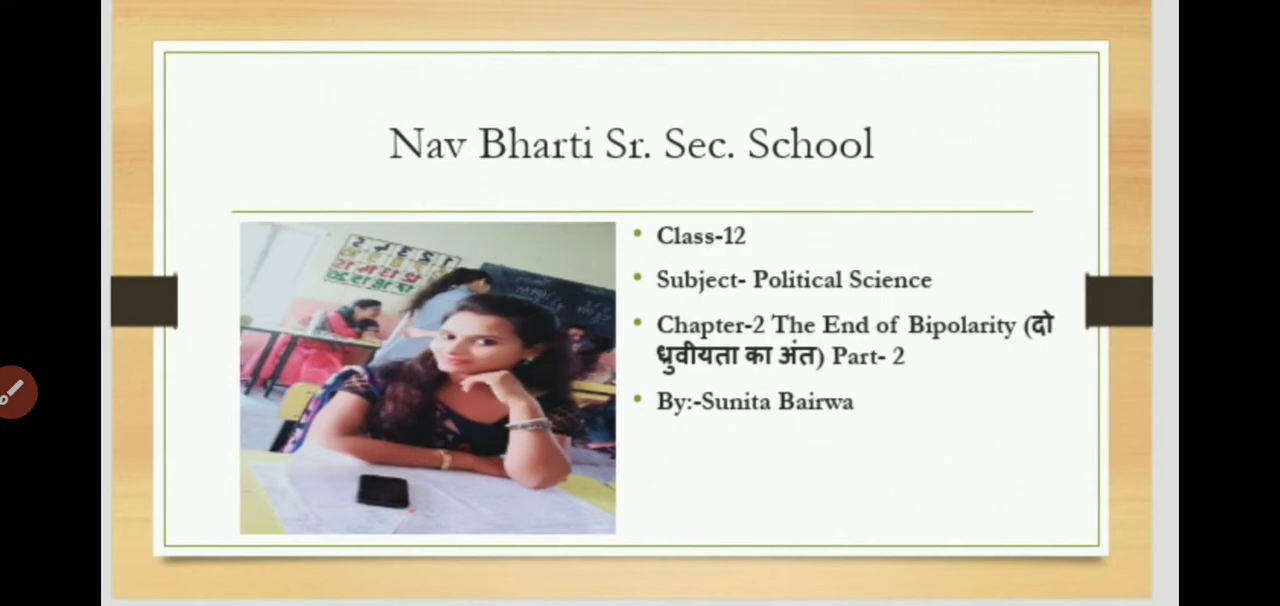 Nav Bharti Sr. Sec. School
Class-12
Subject- Political Science
Chapter-2 The End of Bipolarity (दो
ध्रुवीयता का अंत) Part- 2
By:-Sunita Bairwa